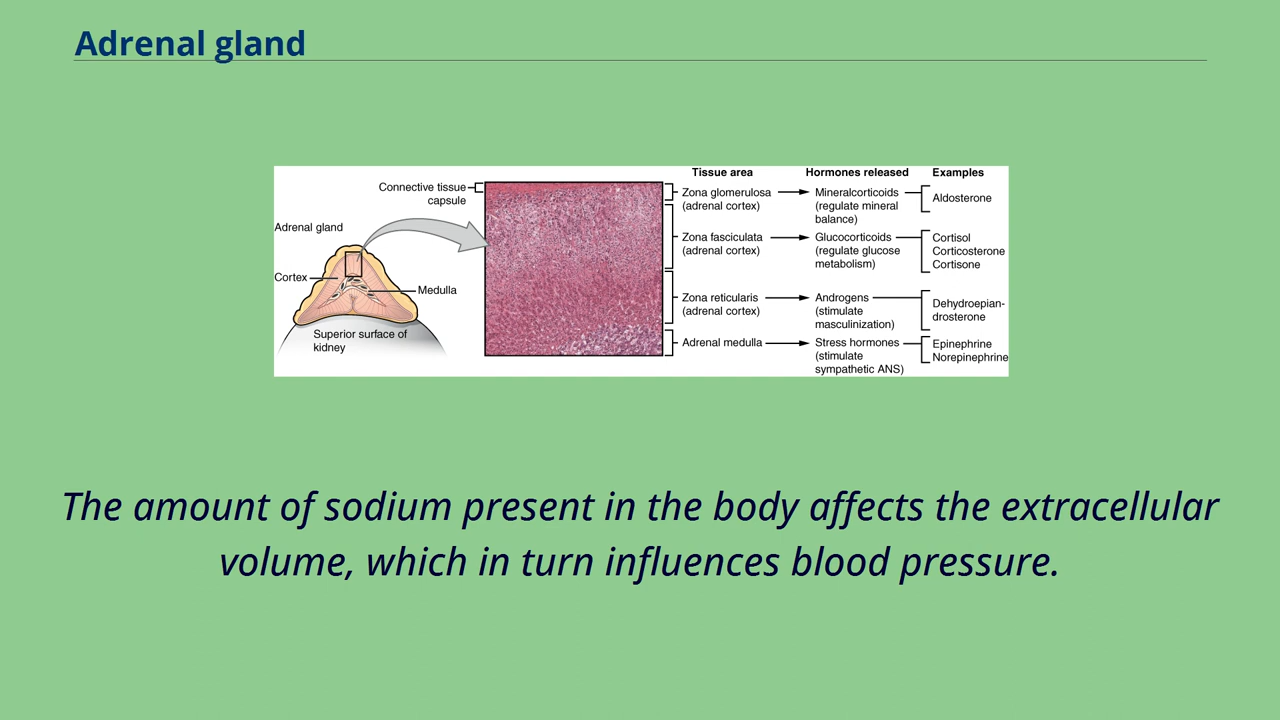 Adrenal gland
Connective tissue
capsule
Adrenal gland
Cortex
Medulla
Superior surface of
kidney
Tissue area
Hormones released
Examples
Zona glomerulosa
(adrenal cortex)
Mineralcorticoids
(regulate mineral
balance)
Aldosterone
Zona fasciculata
(adrenal cortex)
Glucocorticoids
(regulate glucose
metabolism)
Cortisol
Corticosterone
Cortisone
Zona reticularis
(adrenal cortex)
Androgens
(stimulate
masculinization)
Dehydroepian-
drosterone
Adrenal medulla
Stress hormones
(stimulate
sympathetic ANS)
Epinephrine
Norepinephrine
The amount of sodium present in the body affects the extracellular
volume, which in turn influences blood pressure.